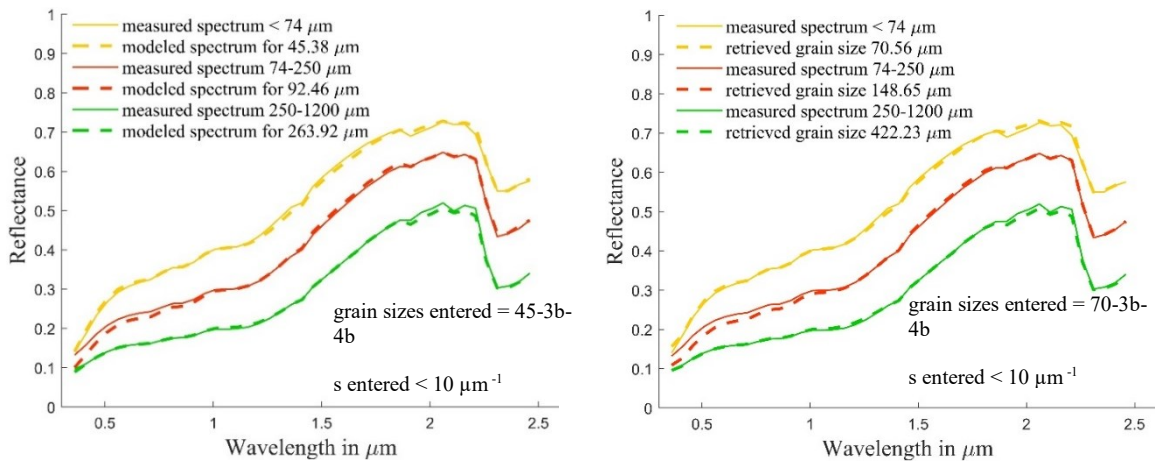 1
measured spectrum < 74 μm
0.9
modeled spectrum for 45.38 μm
measured spectrum 74-250 μm
0.8
modeled spectrum for 92.46 μm
measured spectrum 250-1200 μm
0.7
modeled spectrum for 263.92 μm
0.6
0.5
0.4
0.3
0.2
0.1
0
Reflectance
grain sizes entered = 45-3b-
4b
s entered < 10 μm⁻¹
0.5 1 1.5 2 2.5
Wavelength in μm
1
measured spectrum < 74 μm
0.9
retrieved grain size 70.56 μm
measured spectrum 74-250 μm
0.8
retrieved grain size 148.65 μm
measured spectrum 250-1200 μm
0.7
retrieved grain size 422.23 μm
0.6
0.5
0.4
0.3
0.2
0.1
0
Reflectance
grain sizes entered = 70-3b-
4b
s entered < 10 μm⁻¹
0.5 1 1.5 2 2.5
Wavelength in μm